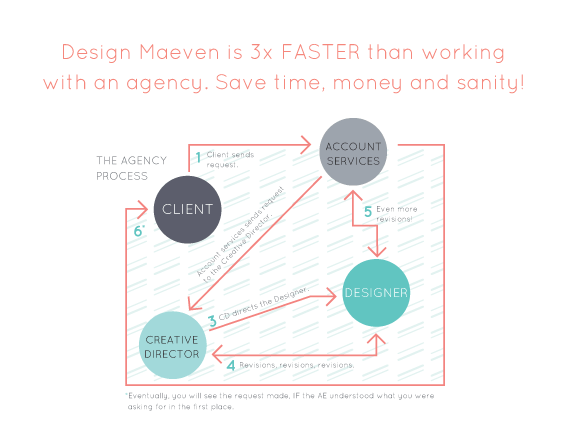 Design Maeven is 3x FASTER than working
with an agency. Save time, money and sanity!
THE AGENCY
PROCESS
1 Client sends
request.
ACCOUNT
SERVICES
CLIENT
6*
Account services sends request
to the Creative Director.
5 Even more
revisions!
DESIGNER
3 CD directs the Designer.
CREATIVE
DIRECTOR
4 Revisions, revisions, revisions.
*Eventually, you will see the request made, IF the AE understood what you were
asking for in the first place.